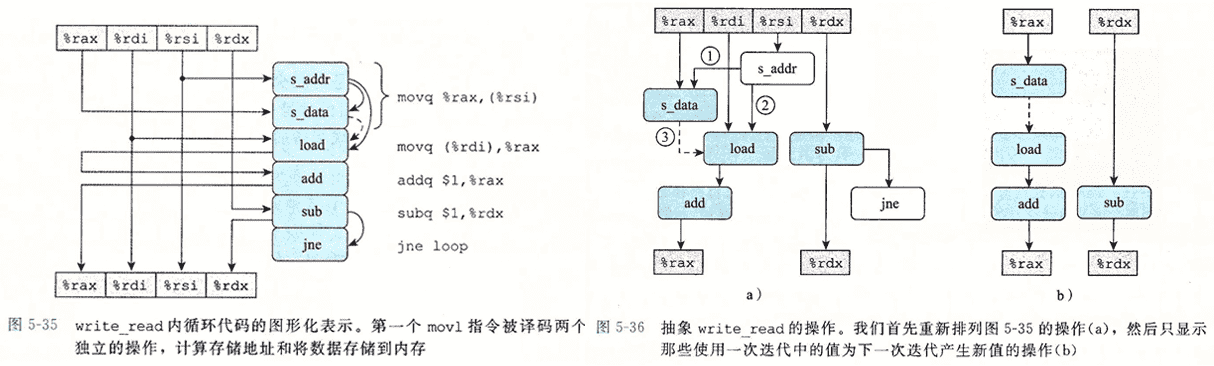 %rax %rdi %rsi %rdx
s_addr
s_data
movq %rax,(%rsi)
load
movq (%rdi),%rax
add
addq $1,%rax
sub
subq $1,%rdx
jne
jne loop
%rax %rdi %rsi %rdx
图 5-35 write_read 内循环代码的图形化表示。第一个 movl 指令被译码两个
独立的操作，计算存储地址和将数据存储到内存
%rax %rdi %rsi %rdx
①
s_addr
s_data
②
③
load
sub
add
jne
%rax
%rdx
a）
%rax
%rdx
s_data
load
add
sub
%rax
%rdx
b）
图 5-36 抽象 write_read 的操作。我们首先重新排列图 5-35 的操作(a)，然后只显示
那些使用一次迭代中的值为下一次迭代产生新值的操作(b)